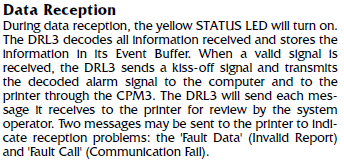 Data Reception
During data reception, the yellow STATUS LED will turn on.
The DRL3 decodes all information received and stores the
information in its Event Buffer. When a valid signal is
received, the DRL3 sends a kiss-off signal and transmits
the decoded alarm signal to the computer and to the
printer through the CPM3. The DRL3 will send each mes-
sage it receives to the printer for review by the system
operator. Two messages may be sent to the printer to indi-
cate reception problems: the 'Fault Data' (Invalid Report)
and 'Fault Call' (Communication Fail).